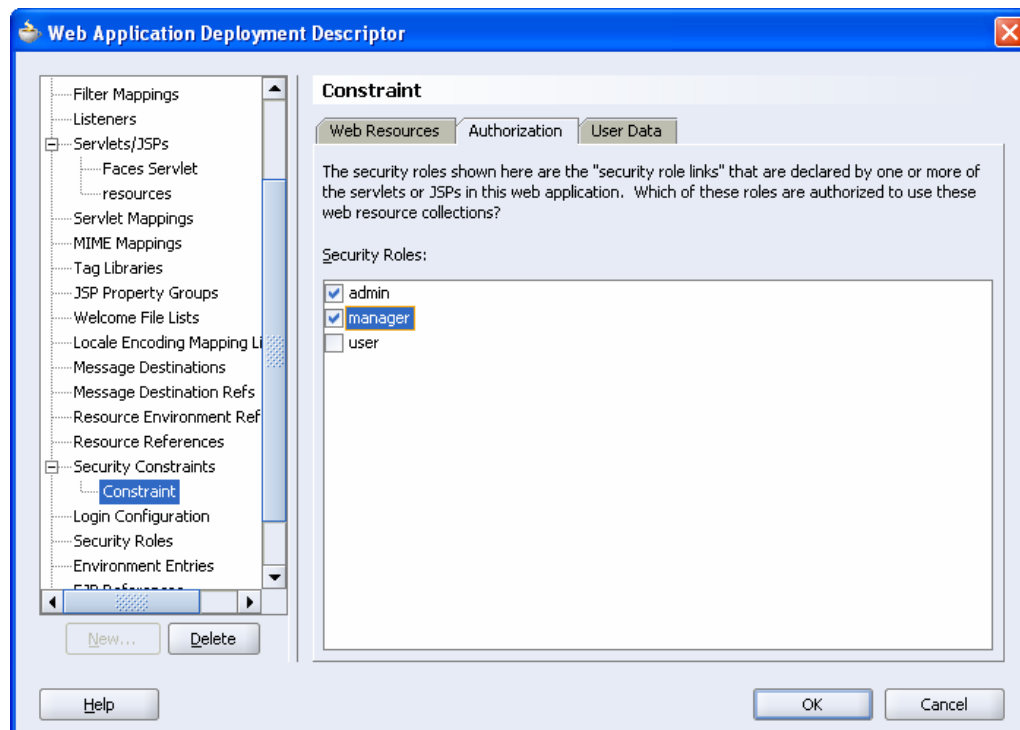 Web Application Deployment Descriptor
Filter Mappings
Listeners
Servlets/JSPs
Faces Servlet
resources
Servlet Mappings
MIME Mappings
Tag Libraries
JSP Property Groups
Welcome File Lists
Locale Encoding Mapping Li
Message Destinations
Message Destination Refs
Resource Environment Ref
Resource References
Security Constraints
Constraint
Login Configuration
Security Roles
Environment Entries
EJB References
New...
Delete
Constraint
Web Resources
Authorization
User Data
The security roles shown here are the "security role links" that are declared by one or more of
the servlets or JSPs in this web application. Which of these roles are authorized to use these
web resource collections?
Security Roles:
admin
manager
user
Help
OK
Cancel